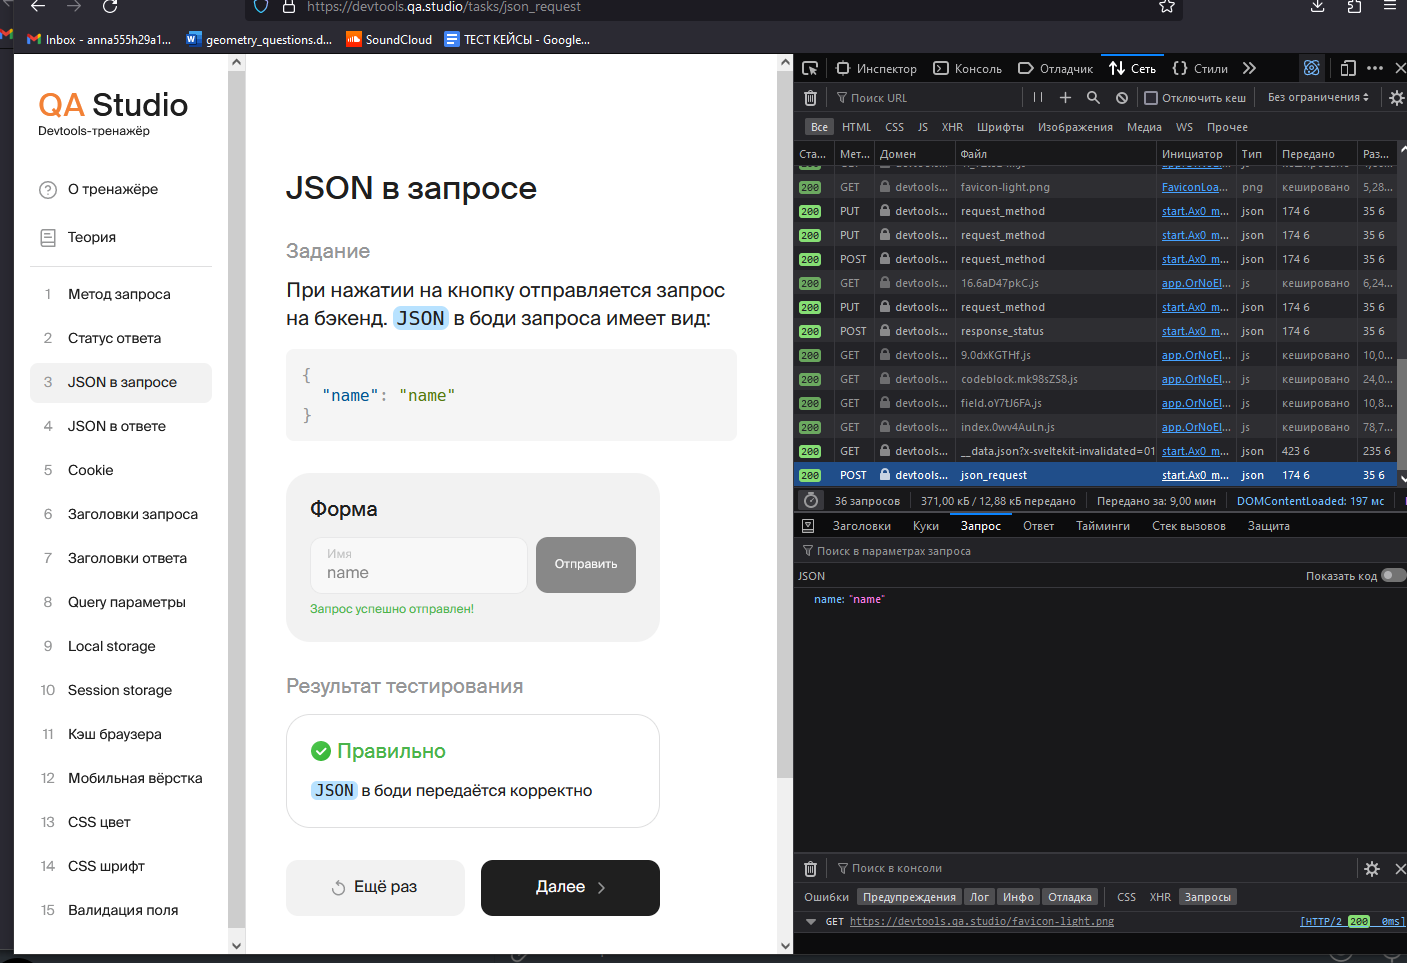 https://devtools.qa.studio/tasks/json_request
Inbox - anna555h29a1...
geometry_questions.d...
SoundCloud
ТЕСТ КЕЙСЫ - Google...
QA Studio
Devtools-тренажёр
О тренажёре
Теория
1 Метод запроса
2 Статус ответа
3 JSON в запросе
4 JSON в ответе
5 Cookie
6 Заголовки запроса
7 Заголовки ответа
8 Query параметры
9 Local storage
10 Session storage
11 Кэш браузера
12 Мобильная вёрстка
13 CSS цвет
14 CSS шрифт
15 Валидация поля
JSON в запросе
Задание
При нажатии на кнопку отправляется запрос
на бэкенд. JSON в боди запроса имеет вид:
{
"name": "name"
}
Форма
Имя
name
Отправить
Запрос успешно отправлен!
Результат тестирования
Правильно
JSON в боди передаётся корректно
Ещё раз
Далее
Инспектор Консоль Отладчик Сеть Стили
Поиск URL
Отключить кеш
Без ограничения
Все HTML CSS JS XHR Шрифты Изображения Медиа WS Прочее
Ста... Мет... Домен Файл Инициатор Тип Передано Раз...
200 GET devtools... favicon-light.png FaviconLoa... png кешировано 5,28...
200 PUT devtools... request_method start.Ax0_m... json 174 б 35 б
200 PUT devtools... request_method start.Ax0_m... json 174 б 35 б
200 POST devtools... request_method start.Ax0_m... json 174 б 35 б
200 GET devtools... 16.6aD47pkC.js app.OrNoEl... js кешировано 6,24...
200 PUT devtools... request_method start.Ax0_m... json 174 б 35 б
200 POST devtools... response_status start.Ax0_m... json 174 б 35 б
200 GET devtools... 9.0dxKGTHf.js app.OrNoEl... js кешировано 10,0...
200 GET devtools... codeblock.mk98sZS8.js app.OrNoEl... js кешировано 24,0...
200 GET devtools... field.oY7tJ6FA.js app.OrNoEl... js кешировано 10,8...
200 GET devtools... index.0wv4AuLn.js app.OrNoEl... js кешировано 78,7...
200 GET devtools... __data.json?x-sveltekit-invalidated=01 start.Ax0_m... json 423 б 235 б
200 POST devtools... json_request start.Ax0_m... json 174 б 35 б
36 запросов 371,00 кБ / 12,88 кБ передано Передано за: 9,00 мин DOMContentLoaded: 197 мс
Заголовки Куки Запрос Ответ Тайминги Стек вызовов Защита
Поиск в параметрах запроса
JSON
Показать код
name: "name"
Поиск в консоли
Ошибки Предупреждения Лог Инфо Отладка CSS XHR Запросы
GET https://devtools.qa.studio/favicon-light.png [HTTP/2 200 0ms]